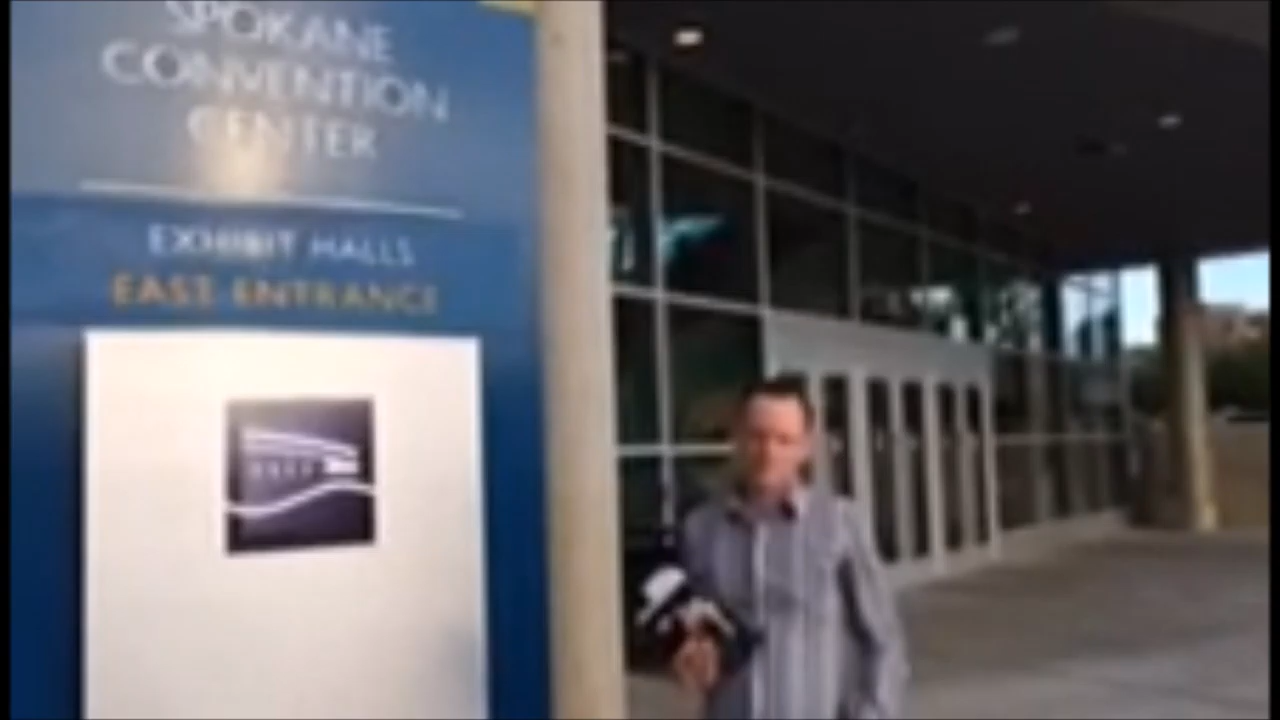 SPOKANE
CONVENTION
CENTER
EXHIBIT HALLS
EAST ENTRANCE